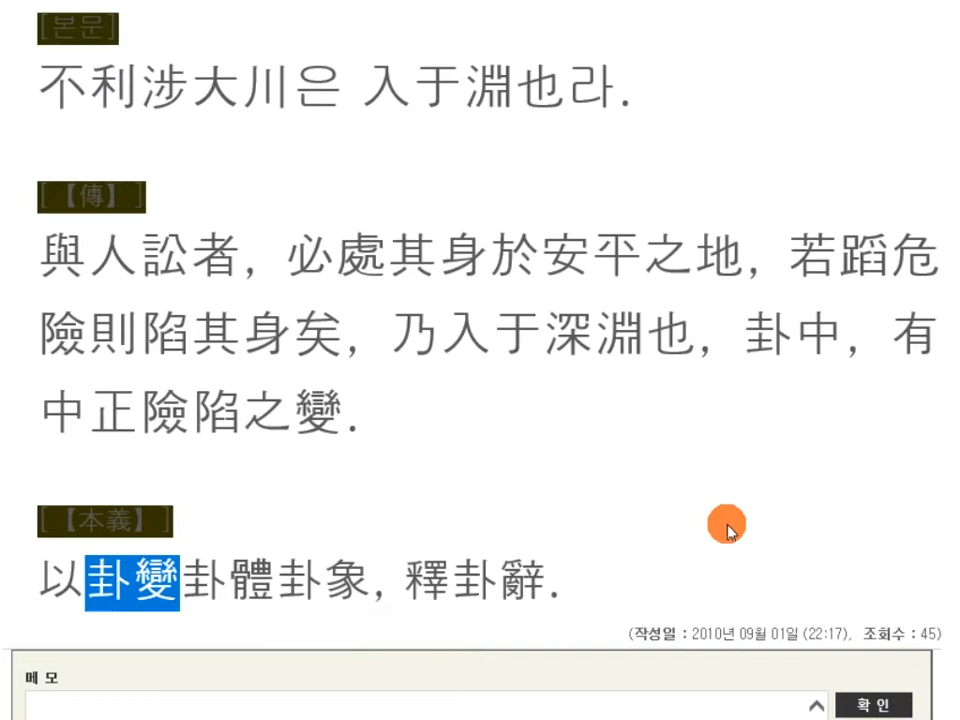 [본문]
不利涉大川은 入于淵也라.
[【傳】]
與人訟者, 必處其身於安平之地, 若蹈危
險則陷其身矣, 乃入于深淵也, 卦中, 有
中正險陷之變.
[【本義】]
以卦變卦體卦象, 釋卦辭.
(작성일 : 2010년 09월 01일 (22:17), 조회수 : 45)
메 모
확 인